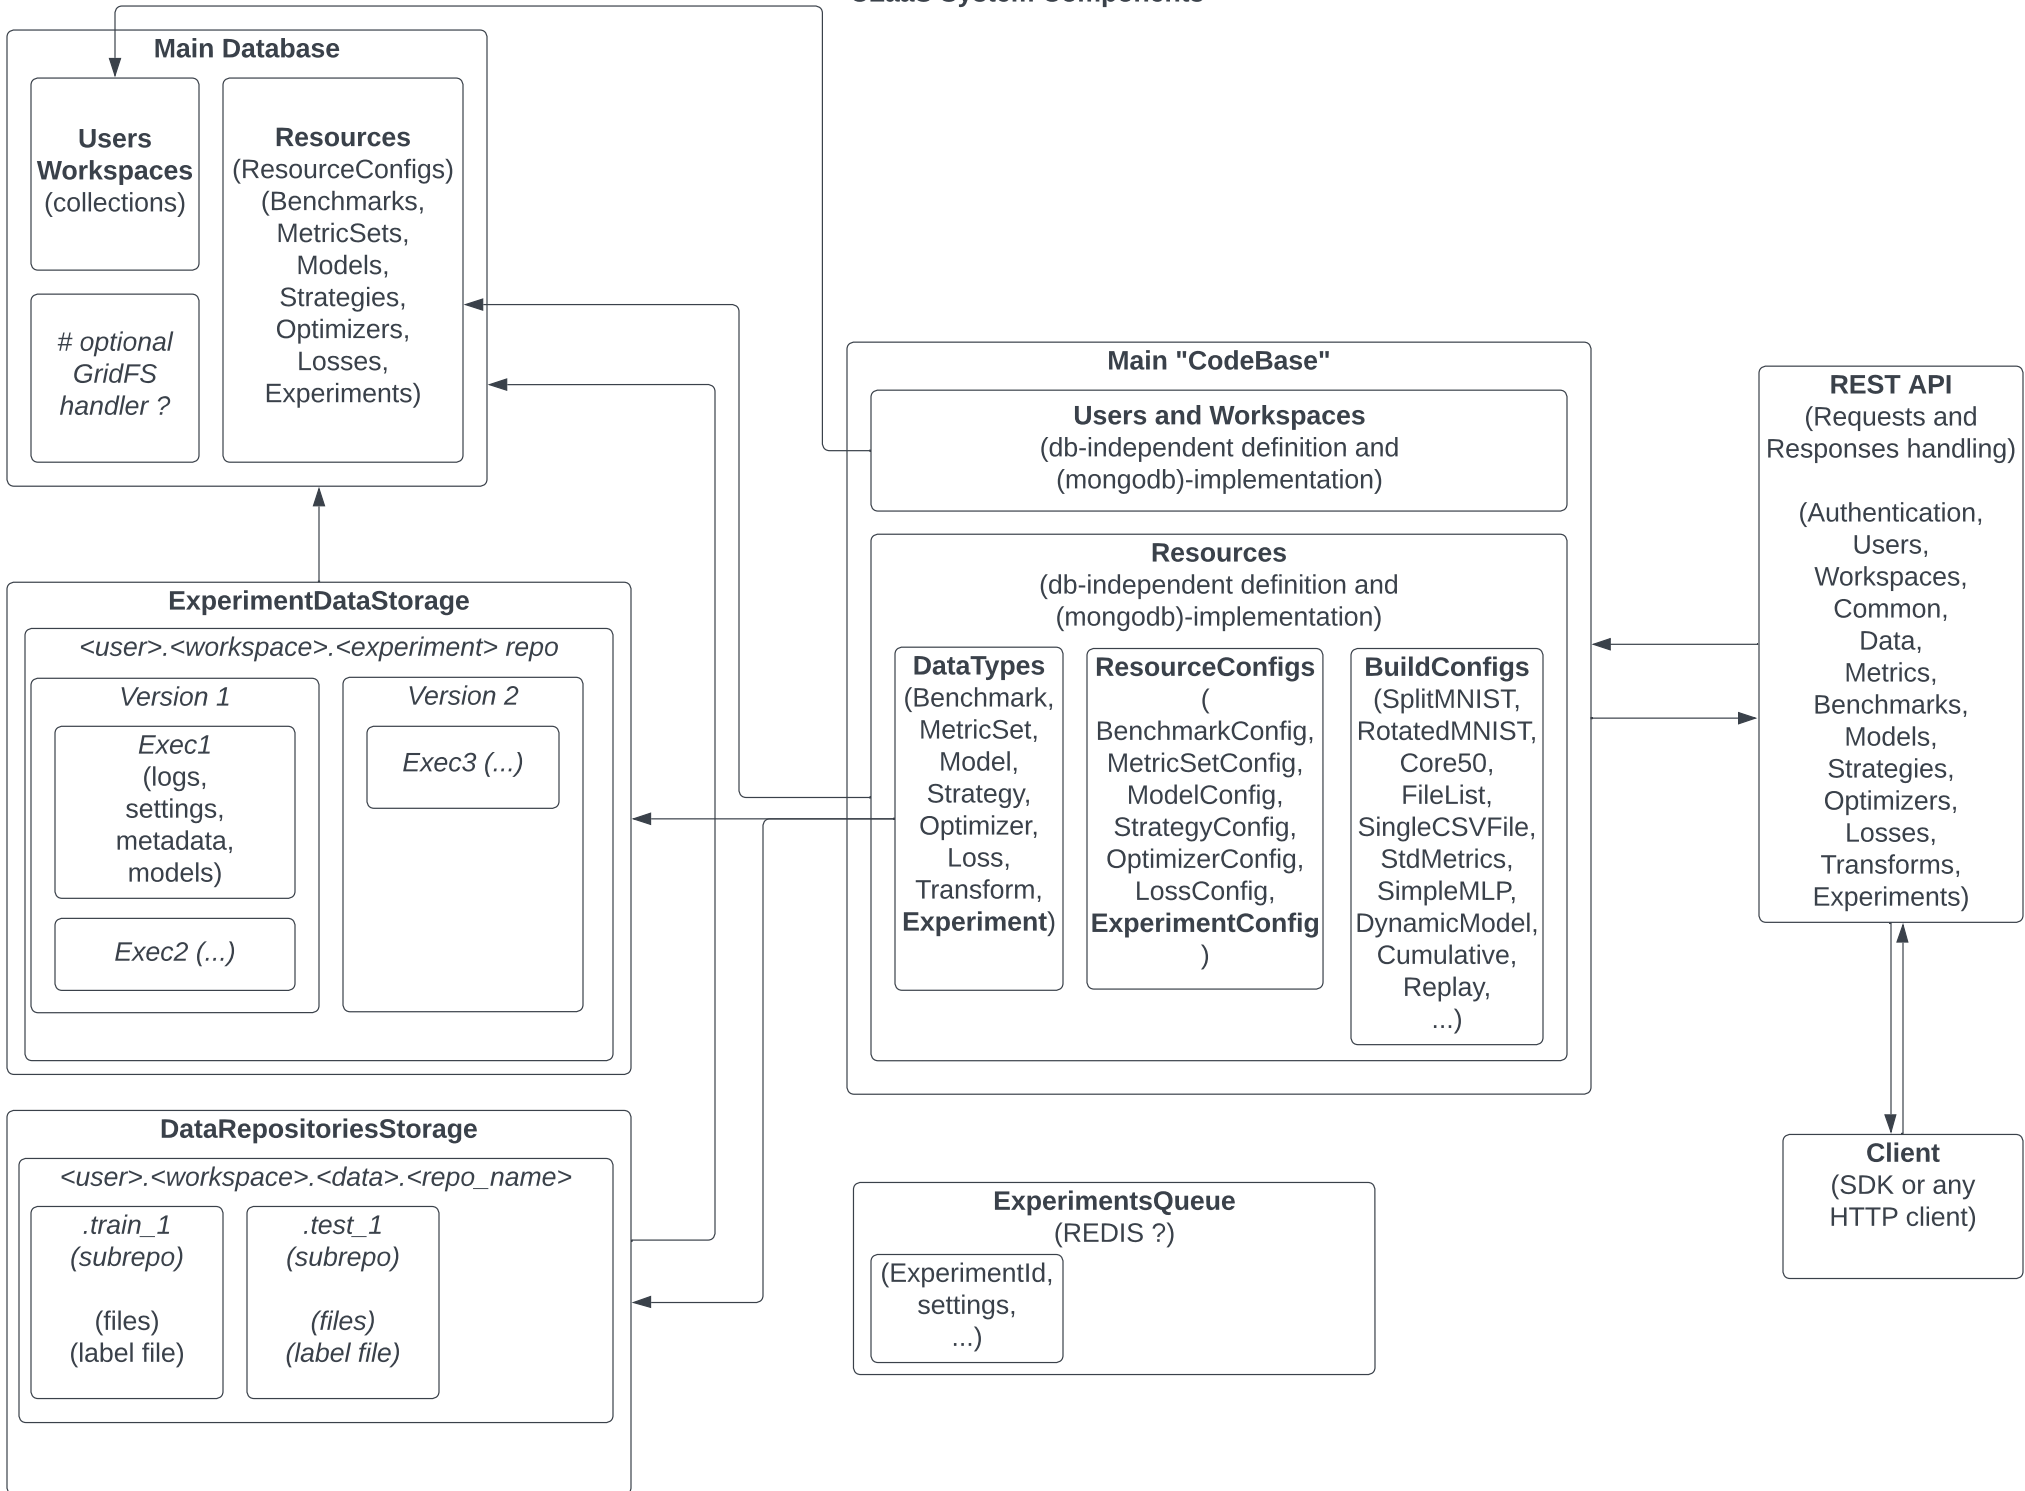 System Components
Main Database
Users
Workspaces
(collections)
Resources
(ResourceConfigs)
(Benchmarks,
MetricSets,
Models,
Strategies,
Optimizers,
Losses,
Experiments)
# optional
GridFS
handler ?
ExperimentDataStorage
<user>.<workspace>.<experiment> repo
Version 1
Exec1
(logs,
settings,
metadata,
models)
Exec2 (...)
Version 2
Exec3 (...)
DataRepositoriesStorage
<user>.<workspace>.<data>.<repo_name>
.train_1
(subrepo)
(files)
(label file)
.test_1
(subrepo)
(files)
(label file)
Main "CodeBase"
Users and Workspaces
(db-independent definition and
(mongodb)-implementation)
Resources
(db-independent definition and
(mongodb)-implementation)
DataTypes
(Benchmark,
MetricSet,
Model,
Strategy,
Optimizer,
Loss,
Transform,
Experiment)
ResourceConfigs
(
BenchmarkConfig,
MetricSetConfig,
ModelConfig,
StrategyConfig,
OptimizerConfig,
LossConfig,
ExperimentConfig
)
BuildConfigs
(SplitMNIST,
RotatedMNIST,
Core50,
FileList,
SingleCSVFile,
StdMetrics,
SimpleMLP,
DynamicModel,
Cumulative,
Replay,
...)
ExperimentsQueue
(REDIS ?)
(ExperimentId,
settings,
...)
REST API
(Requests and
Responses handling)
(Authentication,
Users,
Workspaces,
Common,
Data,
Metrics,
Benchmarks,
Models,
Strategies,
Optimizers,
Losses,
Transforms,
Experiments)
Client
(SDK or any
HTTP client)